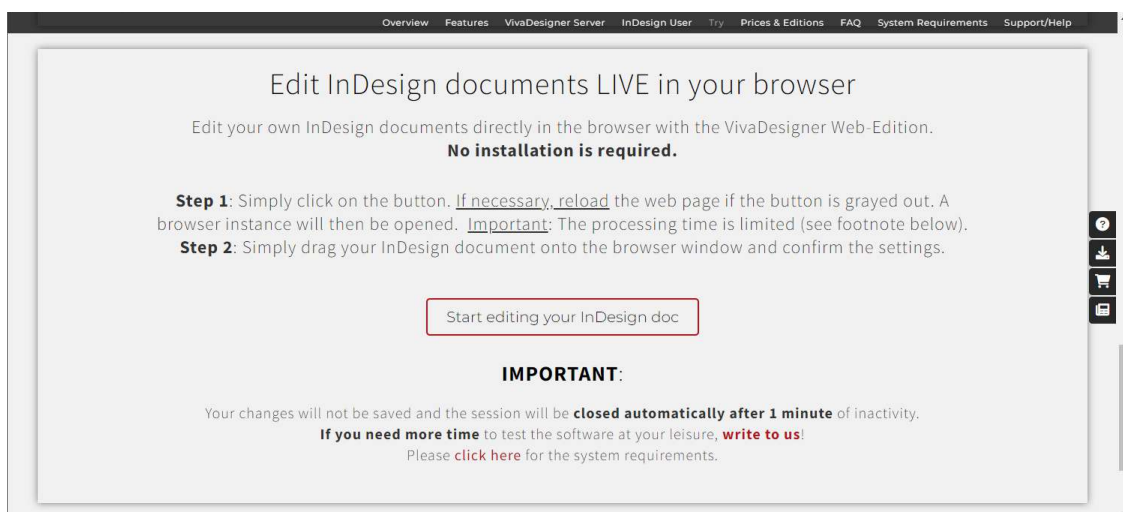 Overview Features VivaDesigner Server InDesign User Try Prices & Editions FAQ System Requirements Support/Help
Edit InDesign documents LIVE in your browser
Edit your own InDesign documents directly in the browser with the VivaDesigner Web-Edition.
No installation is required.
Step 1: Simply click on the button. If necessary, reload the web page if the button is grayed out. A
browser instance will then be opened. Important: The processing time is limited (see footnote below).
Step 2: Simply drag your InDesign document onto the browser window and confirm the settings.
Start editing your InDesign doc
IMPORTANT:
Your changes will not be saved and the session will be closed automatically after 1 minute of inactivity.
If you need more time to test the software at your leisure, write to us!
Please click here for the system requirements.